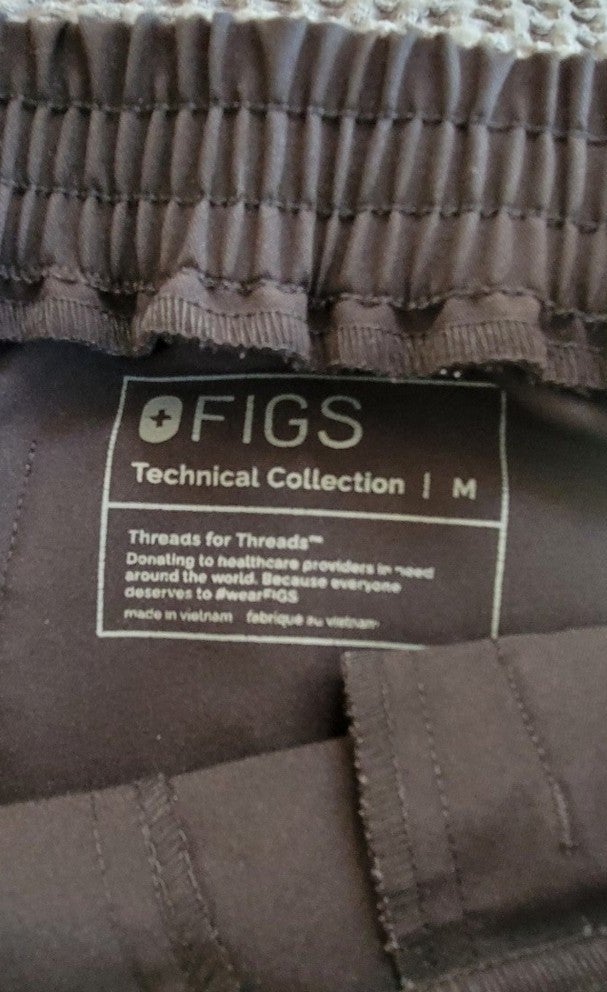 FIGS
Technical Collection | M
Threads for Threads™
Donating to healthcare providers in need
around the world. Because everyone
deserves to #wearFIGS
made in vietnam fabriqué au vietnam